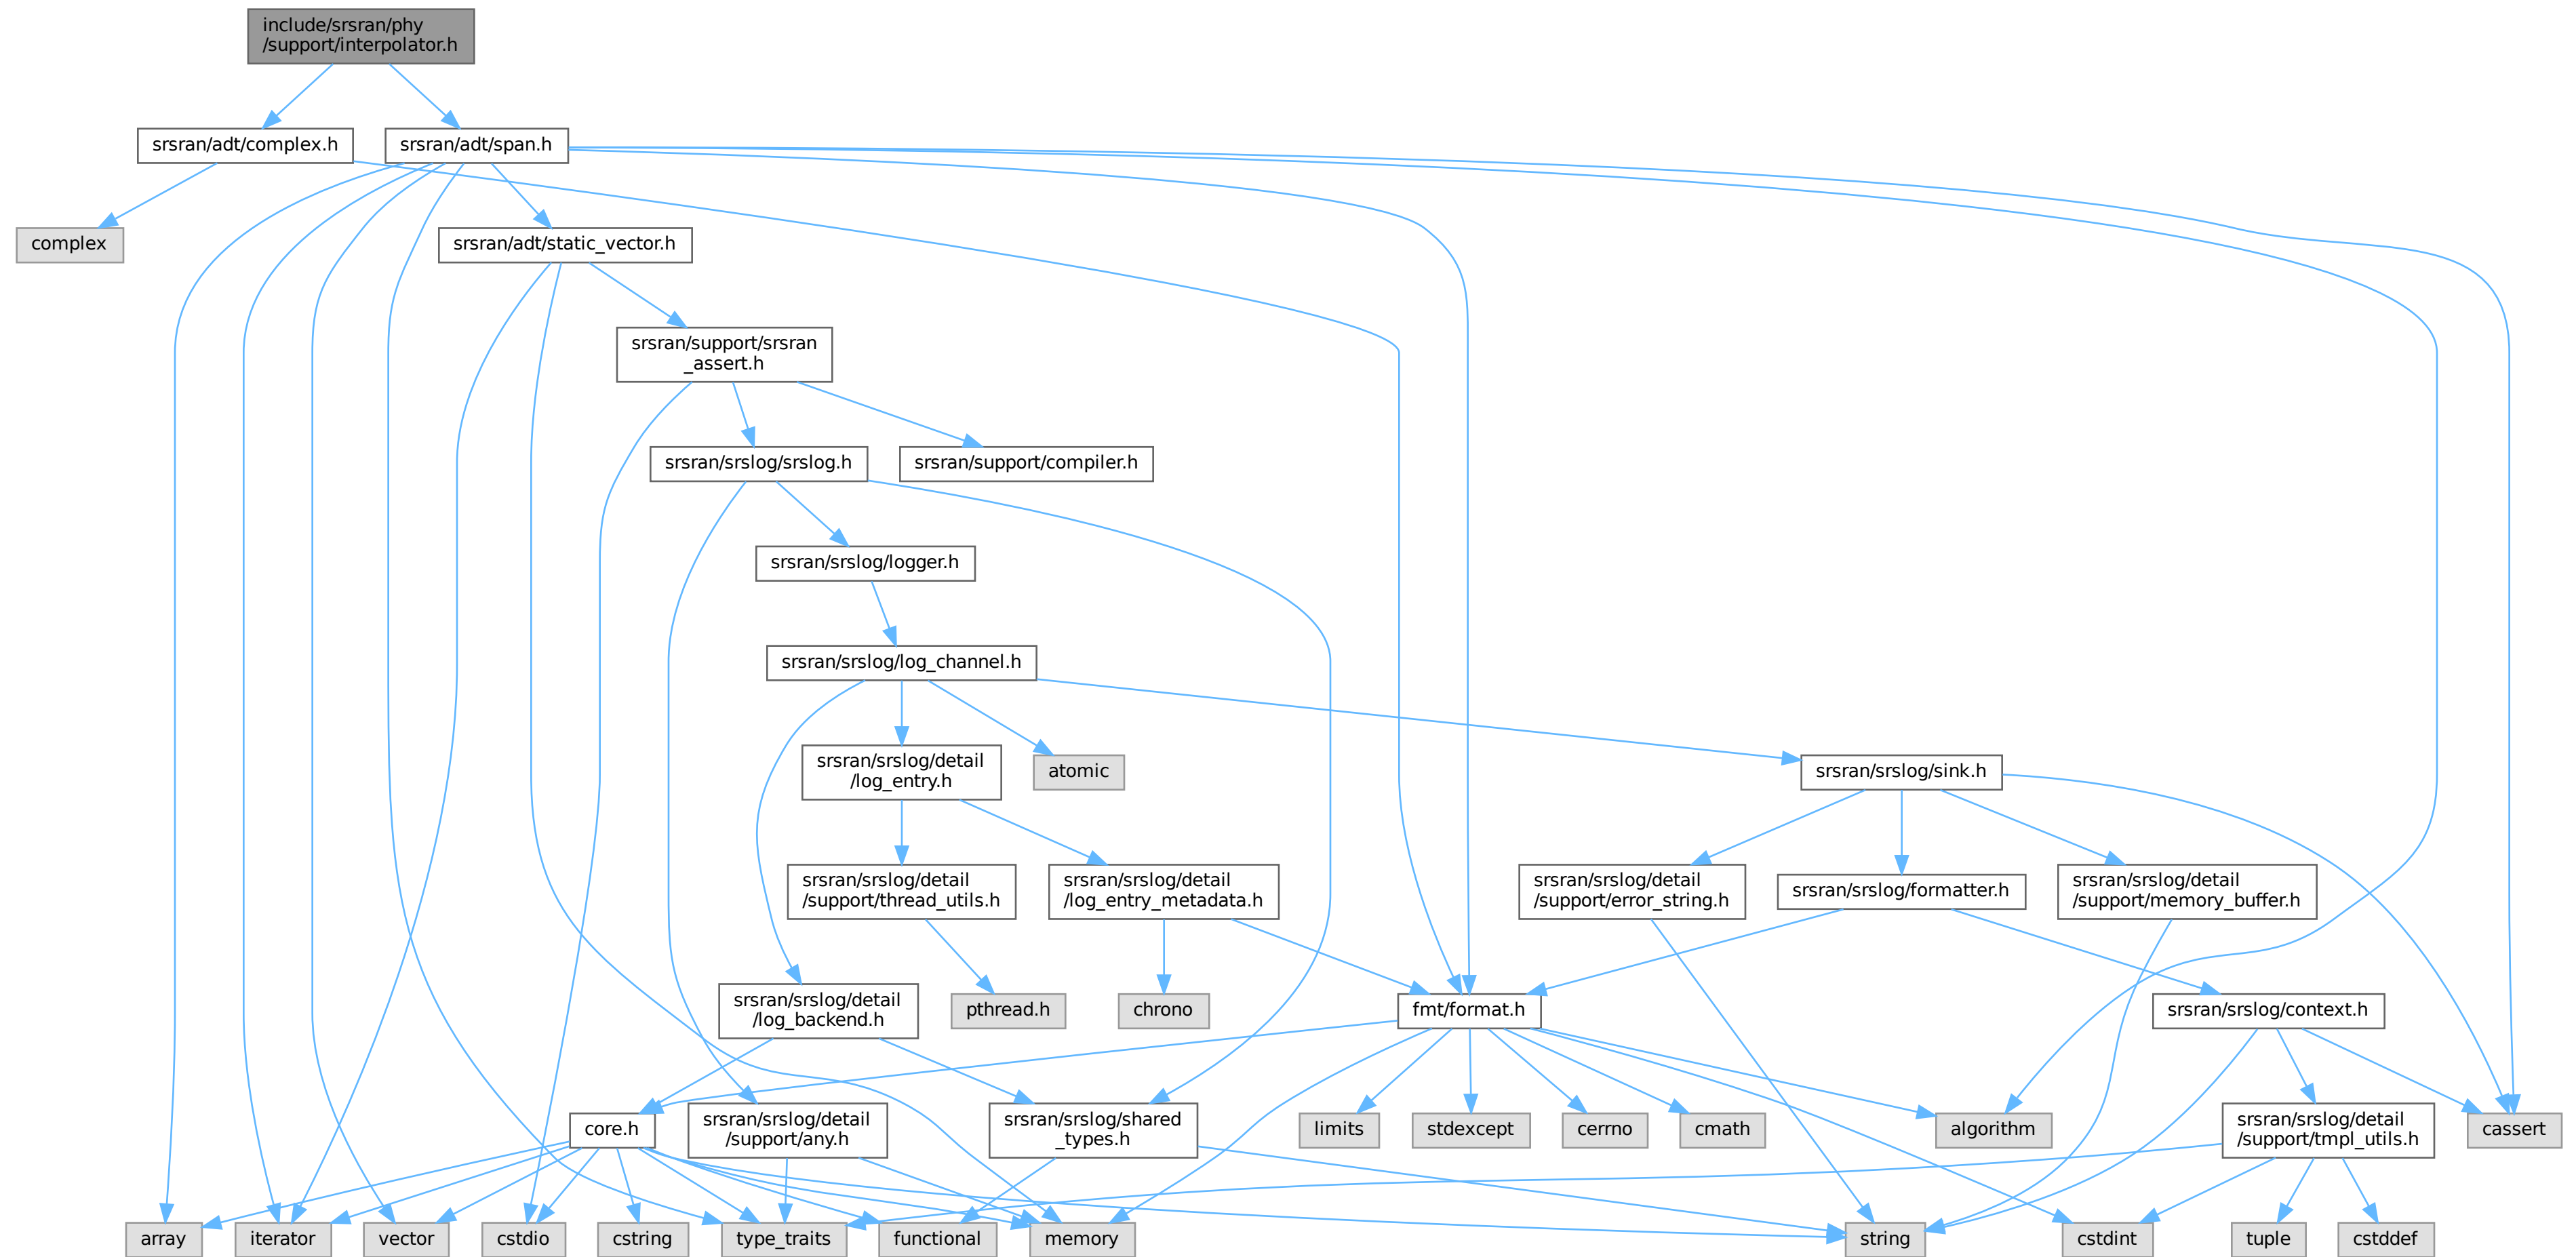 include/srsran/phy
/support/interpolator.h
srsran/adt/complex.h
srsran/adt/span.h
complex
srsran/adt/static_vector.h
srsran/support/srsran
_assert.h
srsran/srslog/srslog.h
srsran/support/compiler.h
srsran/srslog/logger.h
srsran/srslog/log_channel.h
srsran/srslog/detail
/log_entry.h
atomic
srsran/srslog/sink.h
srsran/srslog/detail
/support/thread_utils.h
srsran/srslog/detail
/log_entry_metadata.h
srsran/srslog/detail
/support/error_string.h
srsran/srslog/formatter.h
srsran/srslog/detail
/support/memory_buffer.h
srsran/srslog/detail
/log_backend.h
pthread.h
chrono
fmt/format.h
srsran/srslog/context.h
core.h
srsran/srslog/detail
/support/any.h
srsran/srslog/shared
_types.h
limits
stdexcept
cerrno
cmath
algorithm
srsran/srslog/detail
/support/tmpl_utils.h
cassert
array
iterator
vector
cstdio
cstring
type_traits
functional
memory
string
cstdint
tuple
cstddef